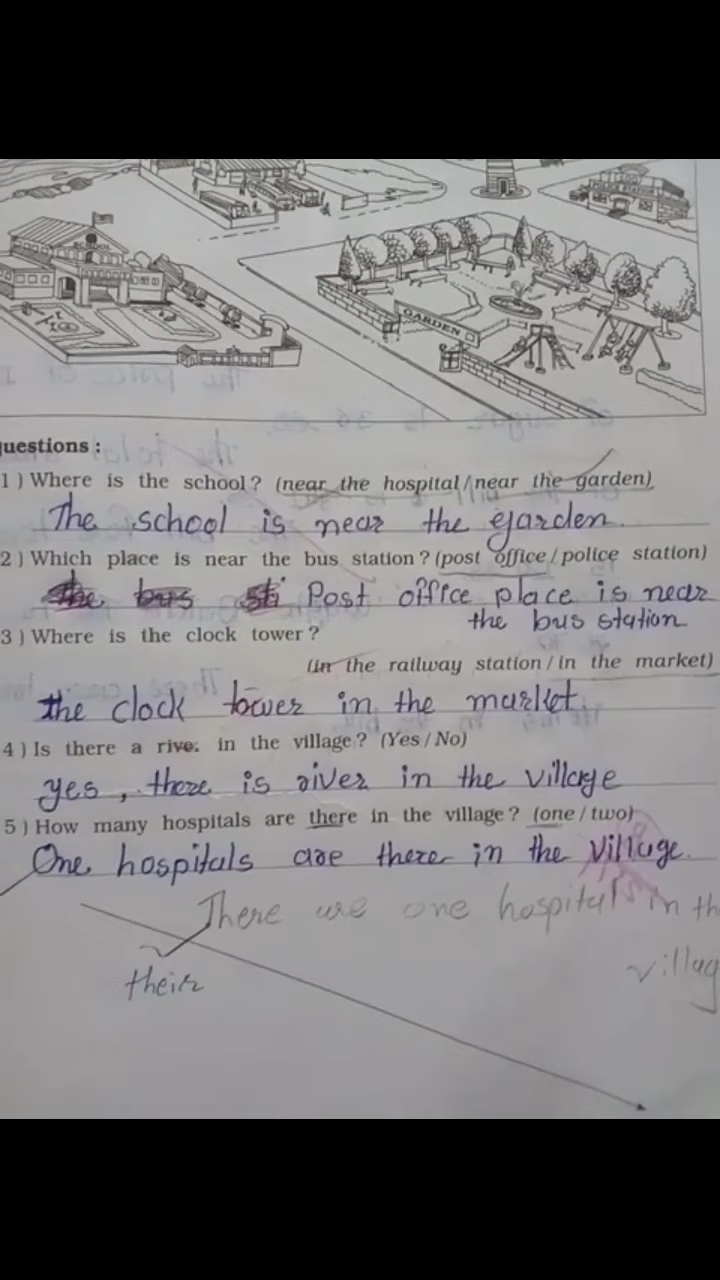 SCHOOL
GARDEN
uestions :
1 ) Where is the school ? (near the hospital / near the garden)
The school is near the garden.
2 ) Which place is near the bus station ? (post office / police station)
the bus sti Post office place is near
the bus station
3 ) Where is the clock tower ?
(in the railway station / in the market)
the clock tower in the market.
4 ) Is there a rive. in the village ? (Yes / No)
yes, there is river in the village
5 ) How many hospitals are there in the village ? (one / two)
One hospitals are there in the village.
There are one hospital in th
villag
their